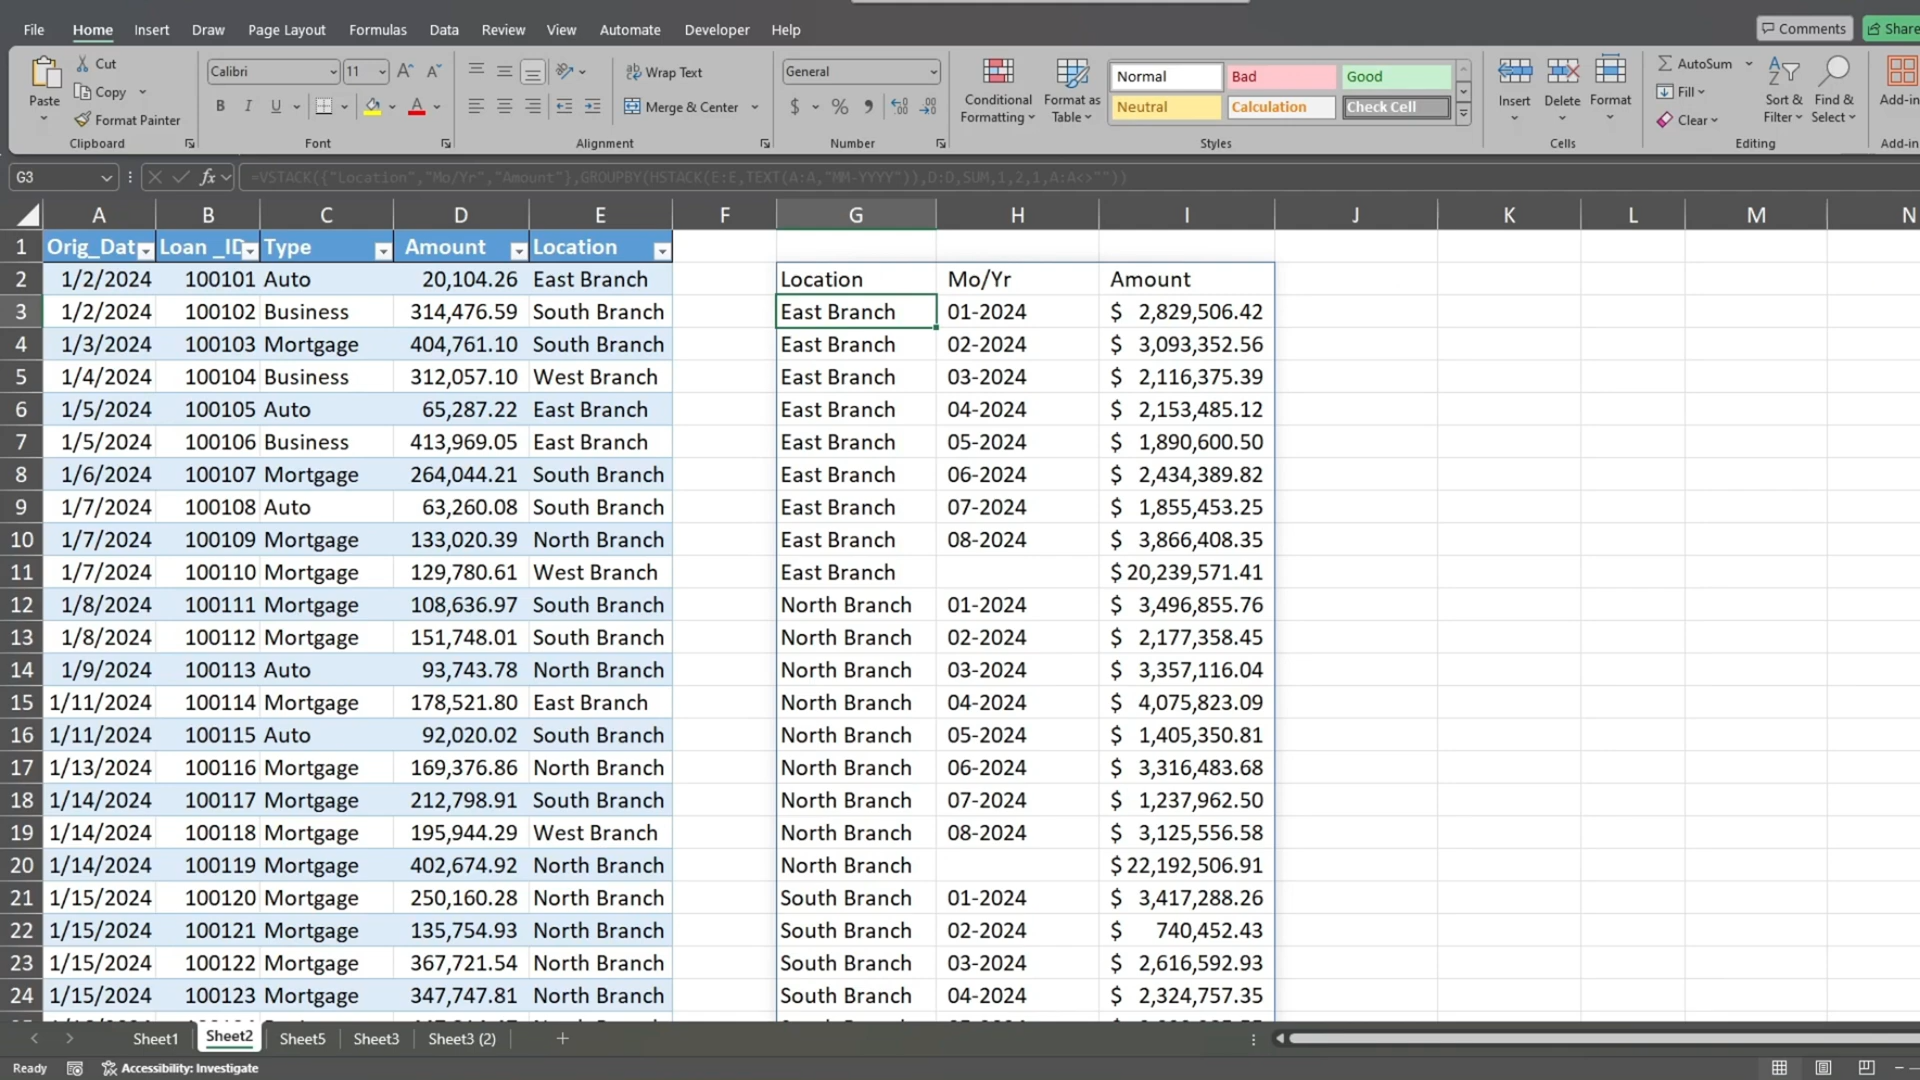 File Home Insert Draw Page Layout Formulas Data Review View Automate Developer Help Comments Share
Paste Cut Copy Format Painter Clipboard
Calibri 11 B I U A Font
Wrap Text Merge & Center Alignment
General $ % Number
Conditional Formatting Format as Table
Normal Bad Good
Neutral Calculation Check Cell
Styles
Insert Delete Format Cells
AutoSum Fill Clear Sort & Filter Find & Select Editing
Add-in Add-in
G3 fx =VSTACK({"Location","Mo/Yr","Amount"},GROUPBY(HSTACK(E:E,TEXT(A:A,"MM-YYYY")),D:D,SUM,1,2,1,A:A<>""))
A B C D E F G H I J K L M N
1 Orig_Dat Loan _ID Type Amount Location
2 1/2/2024 100101 Auto 20,104.26 East Branch Location Mo/Yr Amount
3 1/2/2024 100102 Business 314,476.59 South Branch East Branch 01-2024 $ 2,829,506.42
4 1/3/2024 100103 Mortgage 404,761.10 South Branch East Branch 02-2024 $ 3,093,352.56
5 1/4/2024 100104 Business 312,057.10 West Branch East Branch 03-2024 $ 2,116,375.39
6 1/5/2024 100105 Auto 65,287.22 East Branch East Branch 04-2024 $ 2,153,485.12
7 1/5/2024 100106 Business 413,969.05 East Branch East Branch 05-2024 $ 1,890,600.50
8 1/6/2024 100107 Mortgage 264,044.21 South Branch East Branch 06-2024 $ 2,434,389.82
9 1/7/2024 100108 Auto 63,260.08 South Branch East Branch 07-2024 $ 1,855,453.25
10 1/7/2024 100109 Mortgage 133,020.39 North Branch East Branch 08-2024 $ 3,866,408.35
11 1/7/2024 100110 Mortgage 129,780.61 West Branch East Branch $ 20,239,571.41
12 1/8/2024 100111 Mortgage 108,636.97 South Branch North Branch 01-2024 $ 3,496,855.76
13 1/8/2024 100112 Mortgage 151,748.01 South Branch North Branch 02-2024 $ 2,177,358.45
14 1/9/2024 100113 Auto 93,743.78 North Branch North Branch 03-2024 $ 3,357,116.04
15 1/11/2024 100114 Mortgage 178,521.80 East Branch North Branch 04-2024 $ 4,075,823.09
16 1/11/2024 100115 Auto 92,020.02 South Branch North Branch 05-2024 $ 1,405,350.81
17 1/13/2024 100116 Mortgage 169,376.86 North Branch North Branch 06-2024 $ 3,316,483.68
18 1/14/2024 100117 Mortgage 212,798.91 South Branch North Branch 07-2024 $ 1,237,962.50
19 1/14/2024 100118 Mortgage 195,944.29 West Branch North Branch 08-2024 $ 3,125,556.58
20 1/14/2024 100119 Mortgage 402,674.92 North Branch North Branch $ 22,192,506.91
21 1/15/2024 100120 Mortgage 250,160.28 North Branch South Branch 01-2024 $ 3,417,288.26
22 1/15/2024 100121 Mortgage 135,754.93 North Branch South Branch 02-2024 $ 740,452.43
23 1/15/2024 100122 Mortgage 367,721.54 North Branch South Branch 03-2024 $ 2,616,592.93
24 1/15/2024 100123 Mortgage 347,747.81 North Branch South Branch 04-2024 $ 2,324,757.35
Sheet1 Sheet2 Sheet5 Sheet3 Sheet3 (2)
Ready Accessibility: Investigate